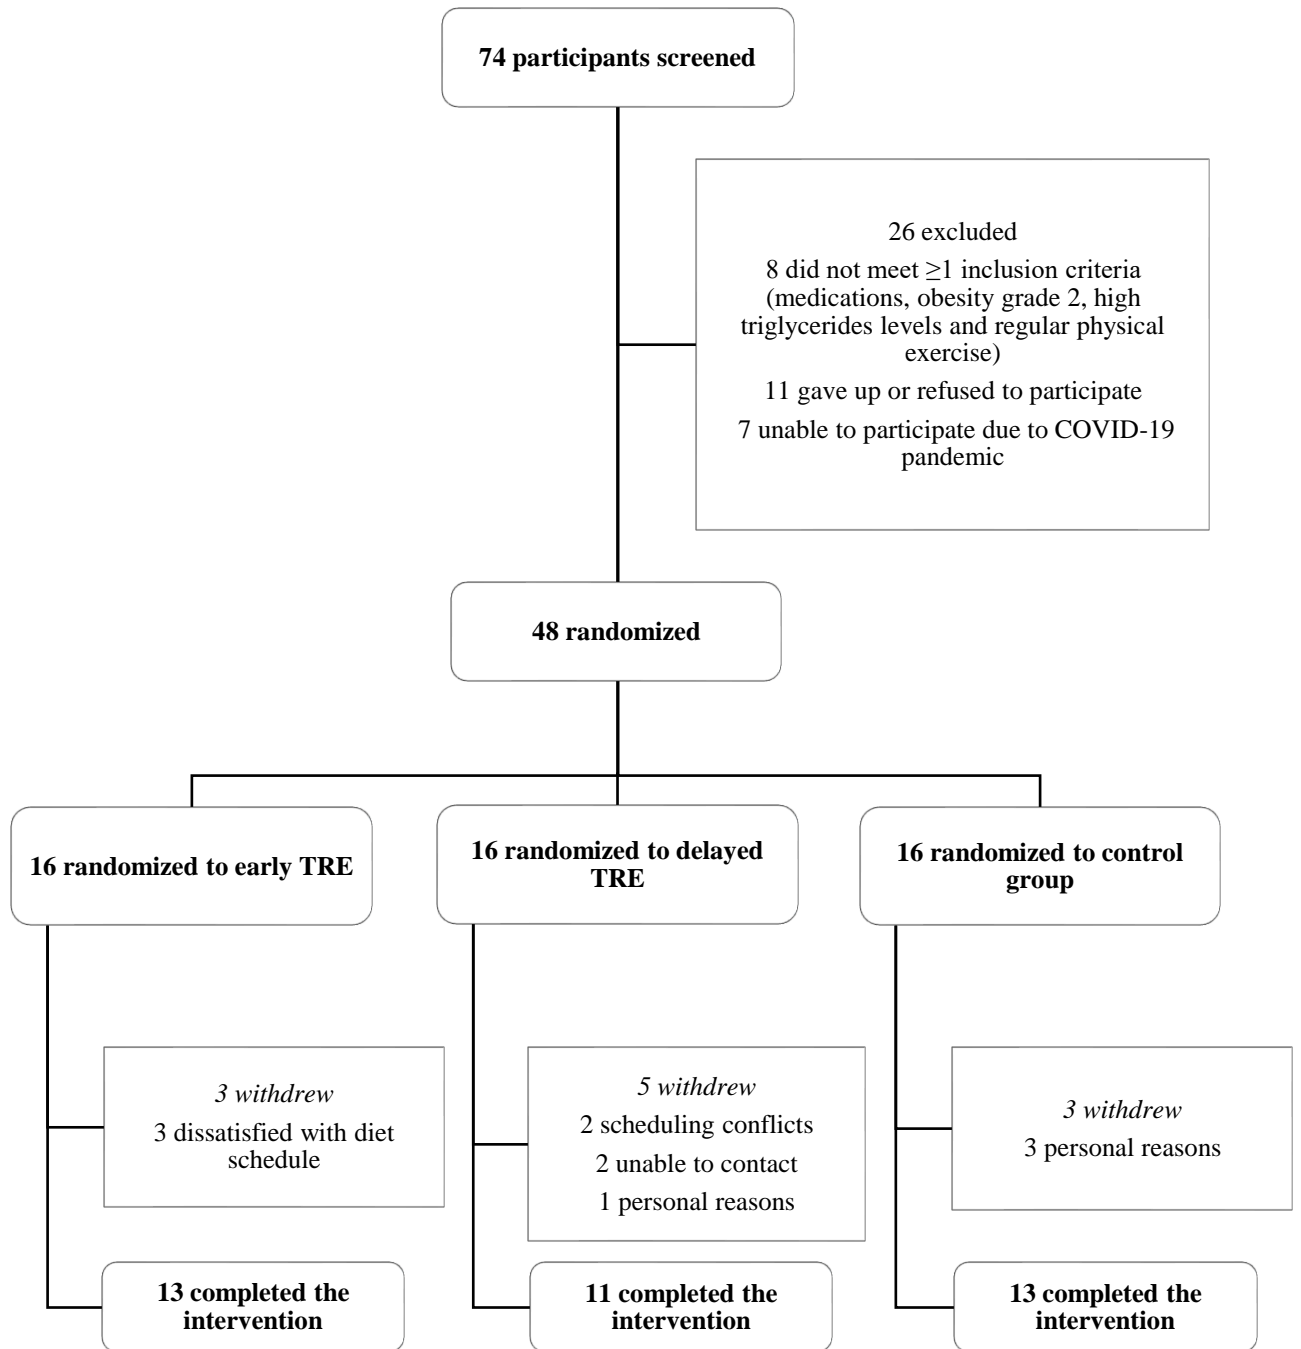 74 participants screened
26 excluded
8 did not meet ≥1 inclusion criteria
(medications, obesity grade 2, high
triglycerides levels and regular physical
exercise)
11 gave up or refused to participate
7 unable to participate due to COVID-19
pandemic
48 randomized
16 randomized to early TRE
16 randomized to delayed
TRE
16 randomized to control
group
3 withdrew
3 dissatisfied with diet
schedule
5 withdrew
2 scheduling conflicts
2 unable to contact
1 personal reasons
3 withdrew
3 personal reasons
13 completed the
intervention
11 completed the
intervention
13 completed the
intervention